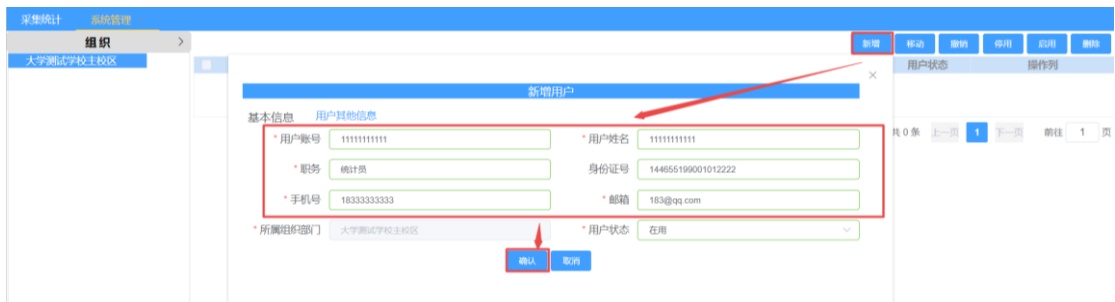 采集统计 系统管理
组织 >
新增 移动 撤销 停用 启用 删除
大学测试学校主校区
用户状态 操作列
新增用户
基本信息 用户其他信息
* 用户账号 11111111111 * 用户姓名 11111111111
共 0 条 上一页 1 下一页 前往 1 页
* 职务 统计员 身份证号 144655199001012222
* 手机号 18333333333 * 邮箱 183@qq.com
* 所属组织部门 大学测试学校主校区 * 用户状态 在用
确认 取消